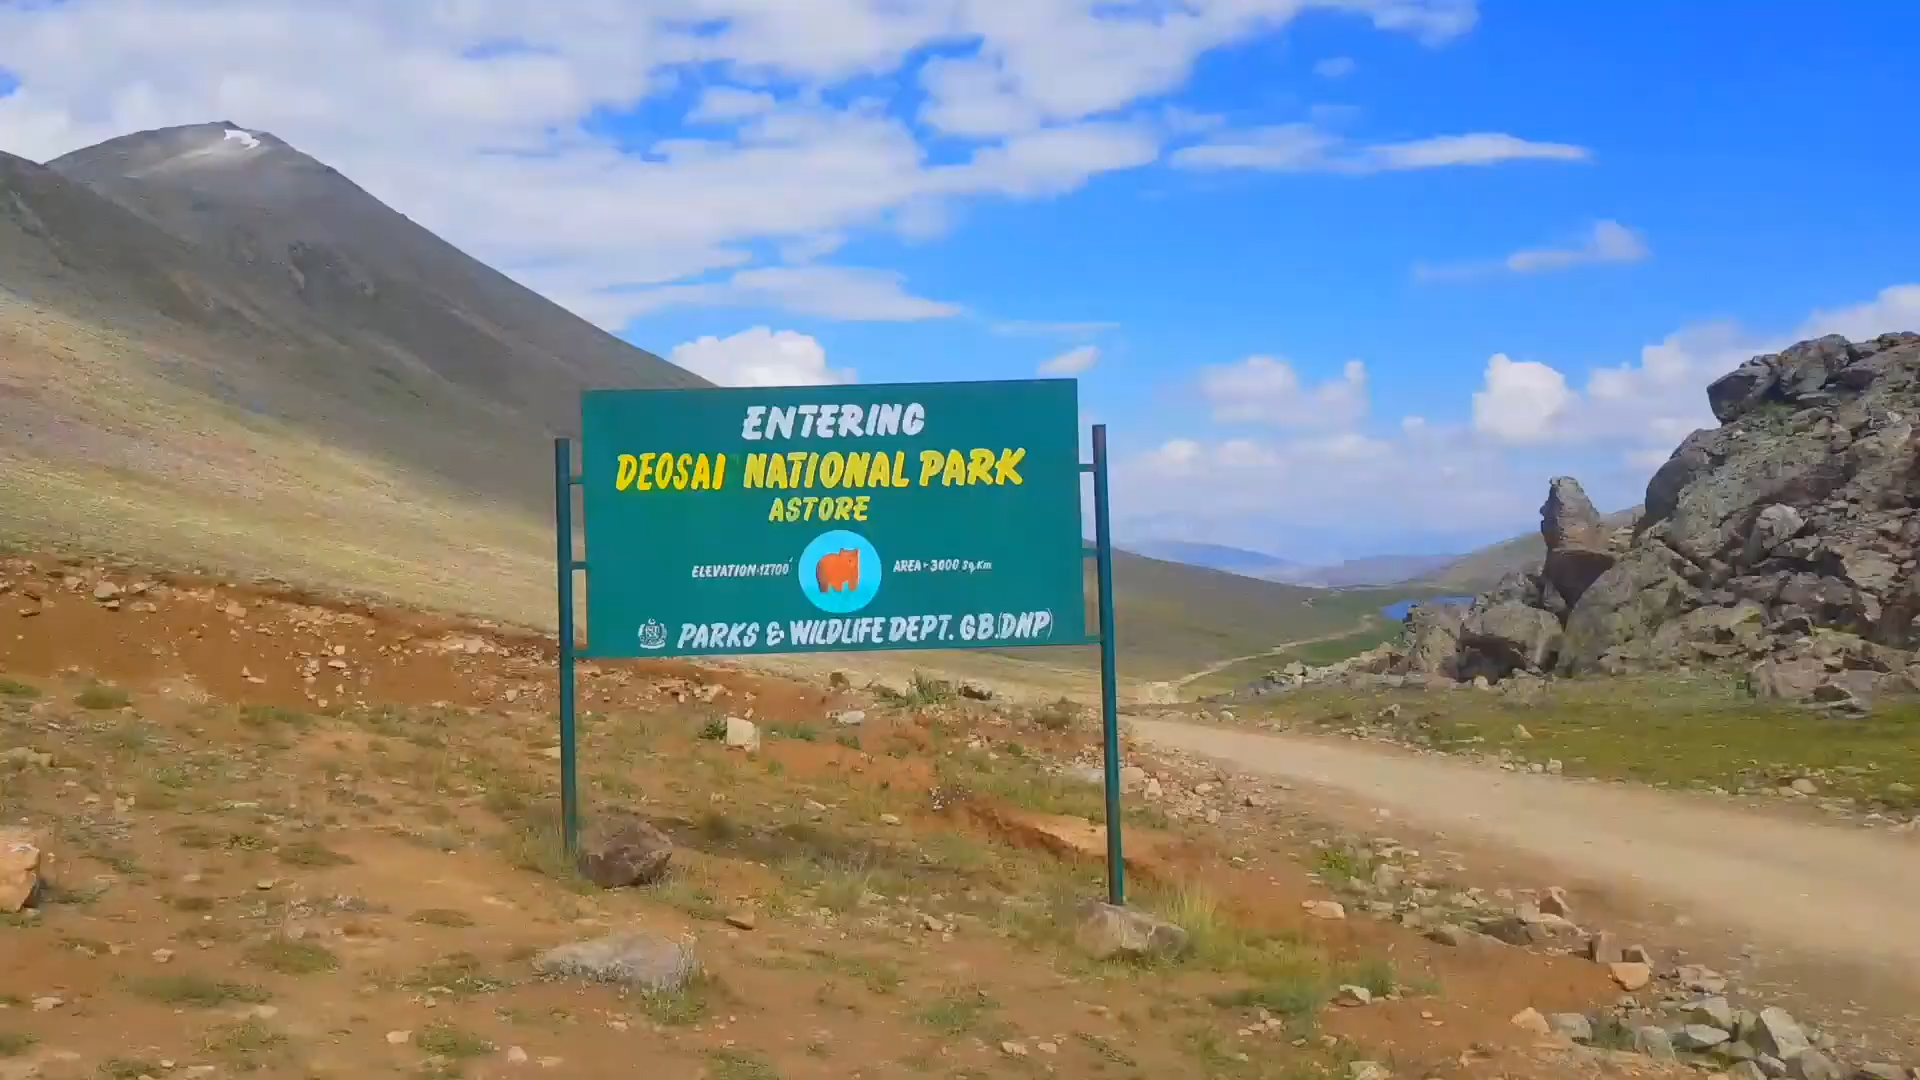 ENTERING
DEOSAI NATIONAL PARK
ASTORE
ELEVATION-12700' AREA-3000 Sq.Km
PARKS & WILDLIFE DEPT. GB.(DNP)